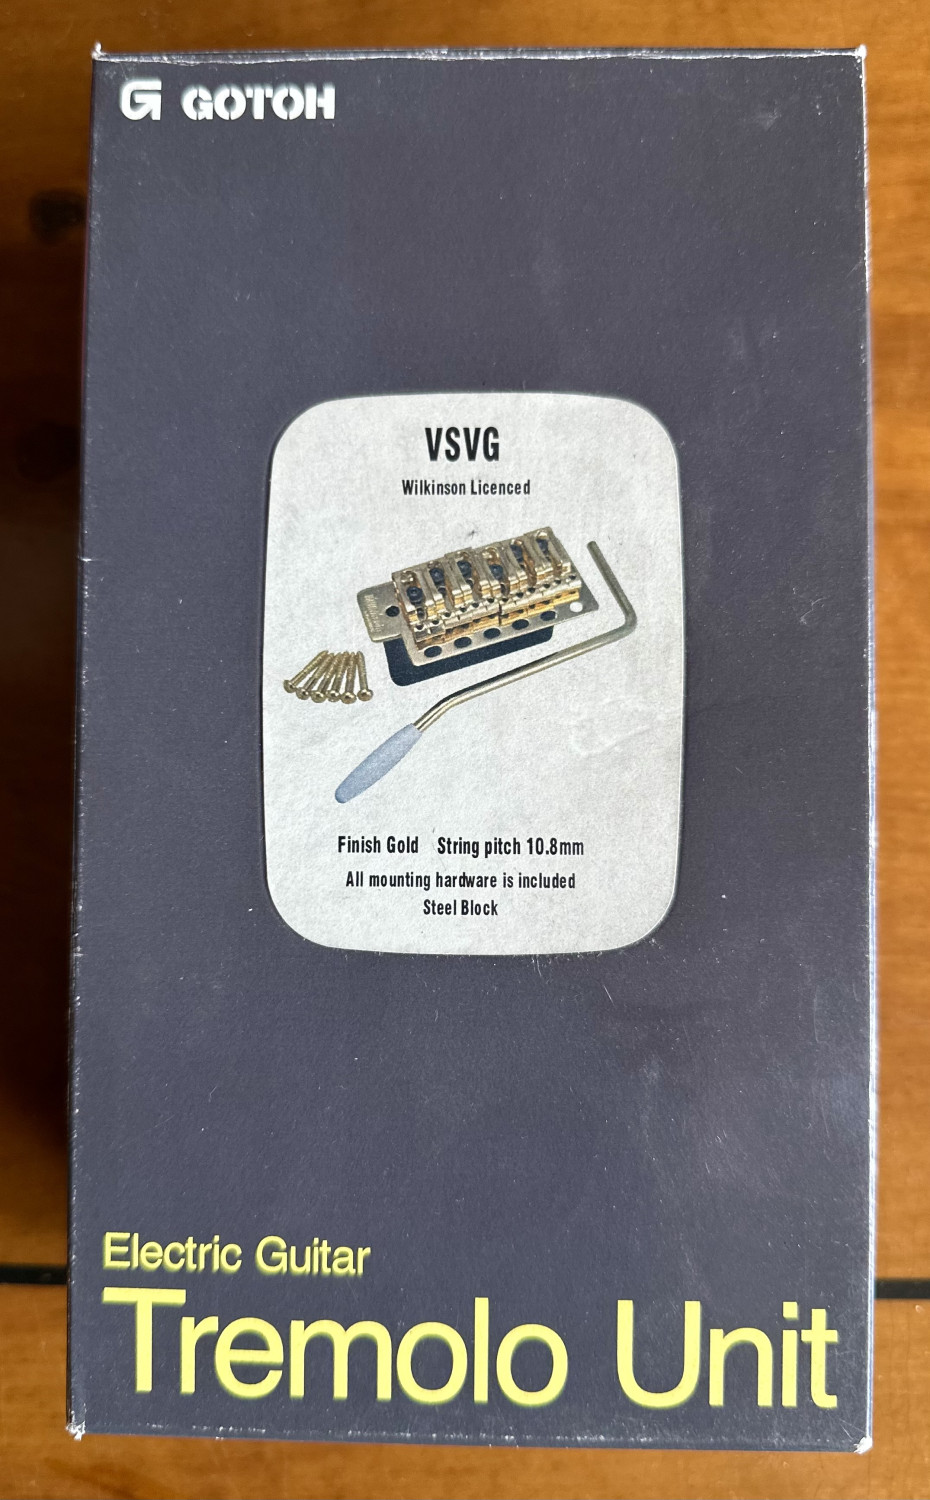 G GOTOH
VSVG
Wilkinson Licenced
Finish Gold String pitch 10.8mm
All mounting hardware is included
Steel Block
Electric Guitar
Tremolo Unit